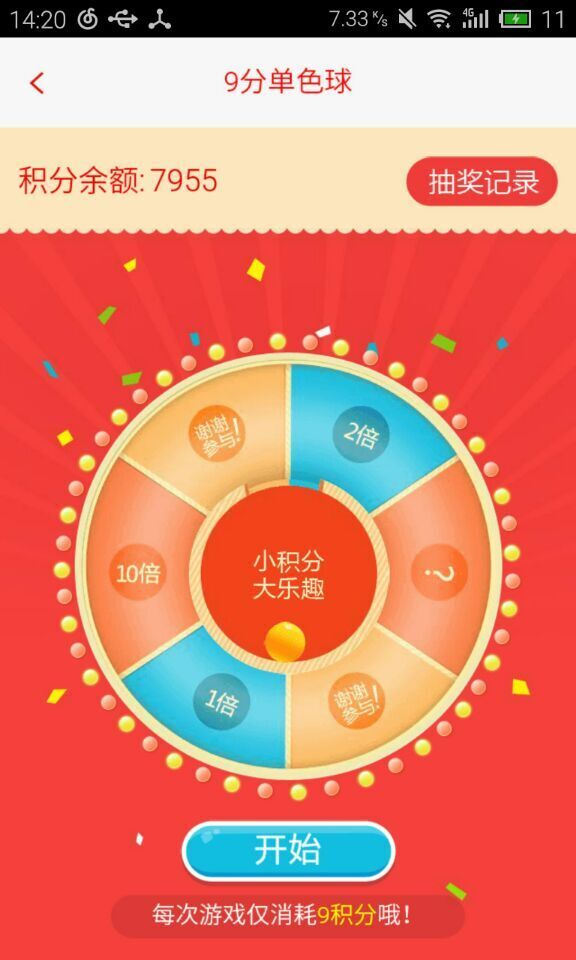 14:20 7.33 K/s 4G 11
9分单色球
积分余额: 7955
抽奖记录
谢谢
参与!
2倍
10倍
小积分
大乐趣
?
1倍
谢谢
参与!
开始
每次游戏仅消耗9积分哦!